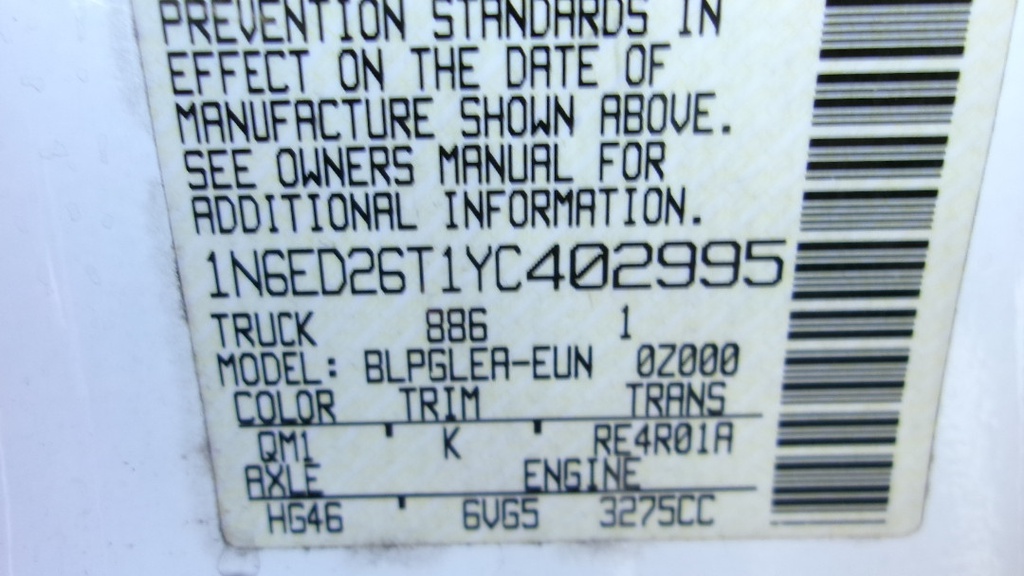 PREVENTION STANDARDS IN
EFFECT ON THE DATE OF
MANUFACTURE SHOWN ABOVE.
SEE OWNERS MANUAL FOR
ADDITIONAL INFORMATION.
1N6ED26T1YC402995
TRUCK 886 1
MODEL: BLPGLEA-EUN 0Z000
COLOR TRIM TRANS
QM1 K RE4R01A
AXLE ENGINE
HG46 6VG5 3275CC